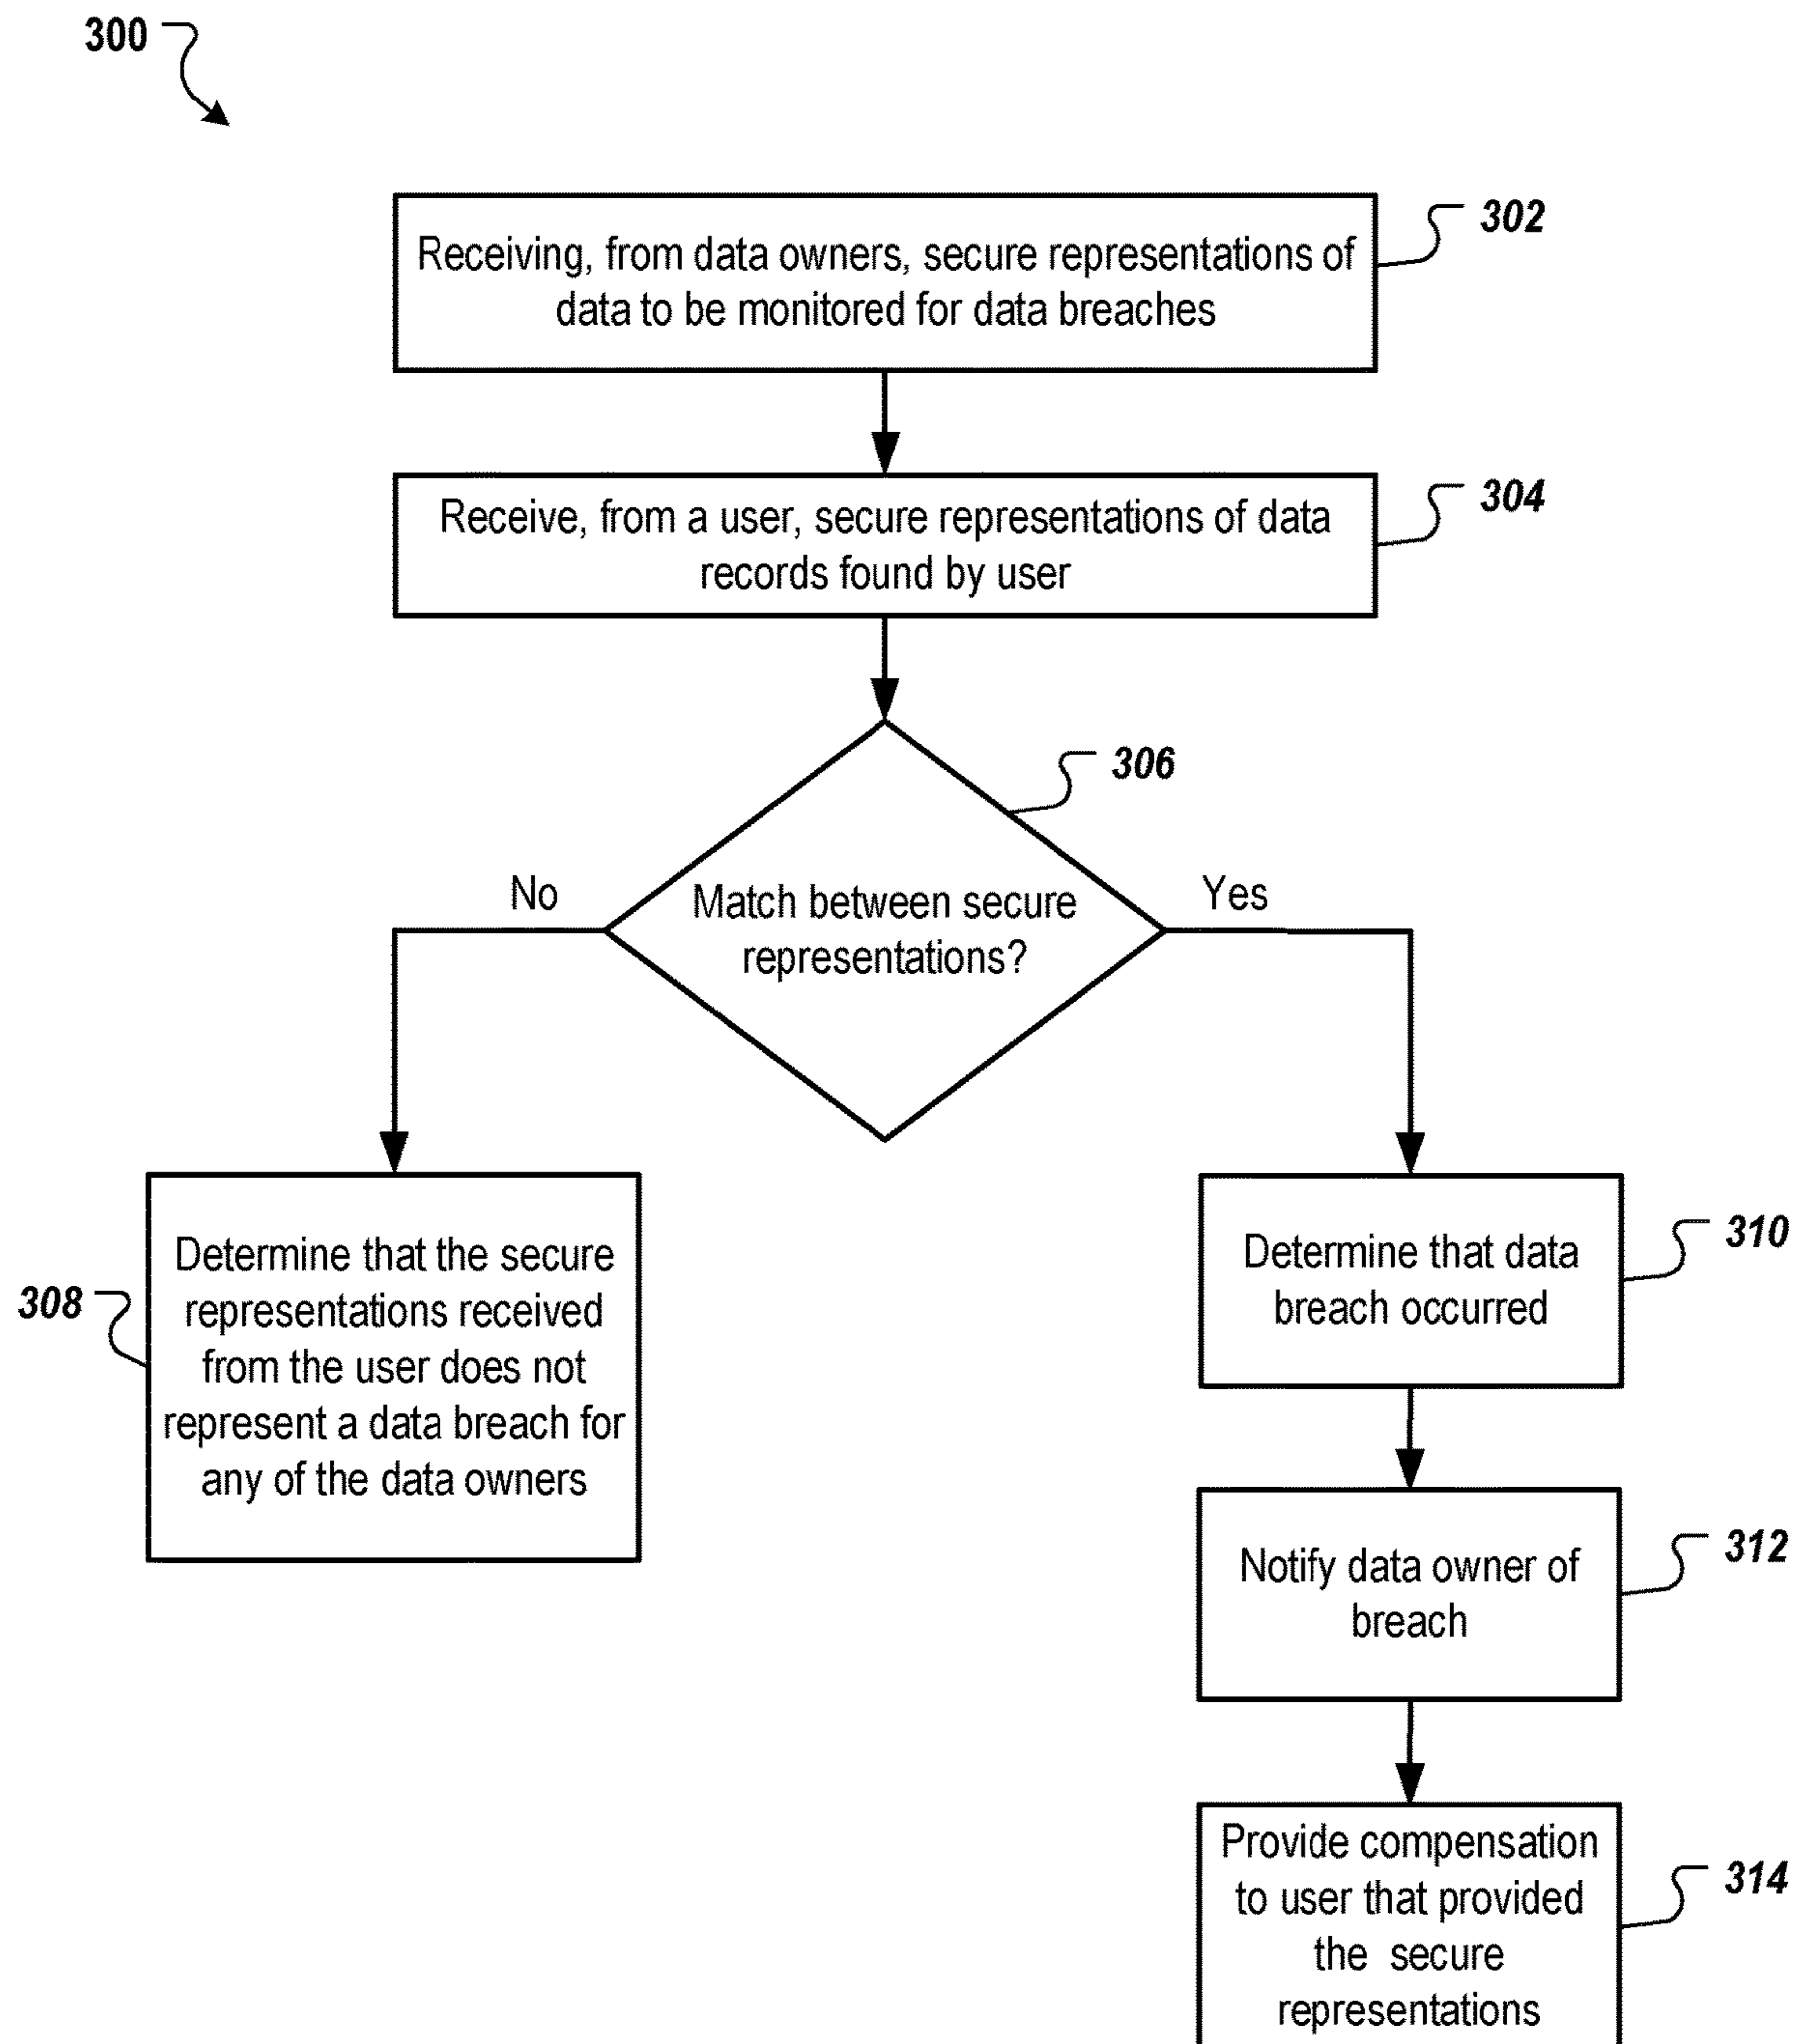 300
Receiving, from data owners, secure representations of
data to be monitored for data breaches
302
Receive, from a user, secure representations of data
records found by user
304
306
Match between secure
representations?
No
Yes
308
Determine that the secure
representations received
from the user does not
represent a data breach for
any of the data owners
Determine that data
breach occurred
310
Notify data owner of
breach
312
Provide compensation
to user that provided
the secure
representations
314